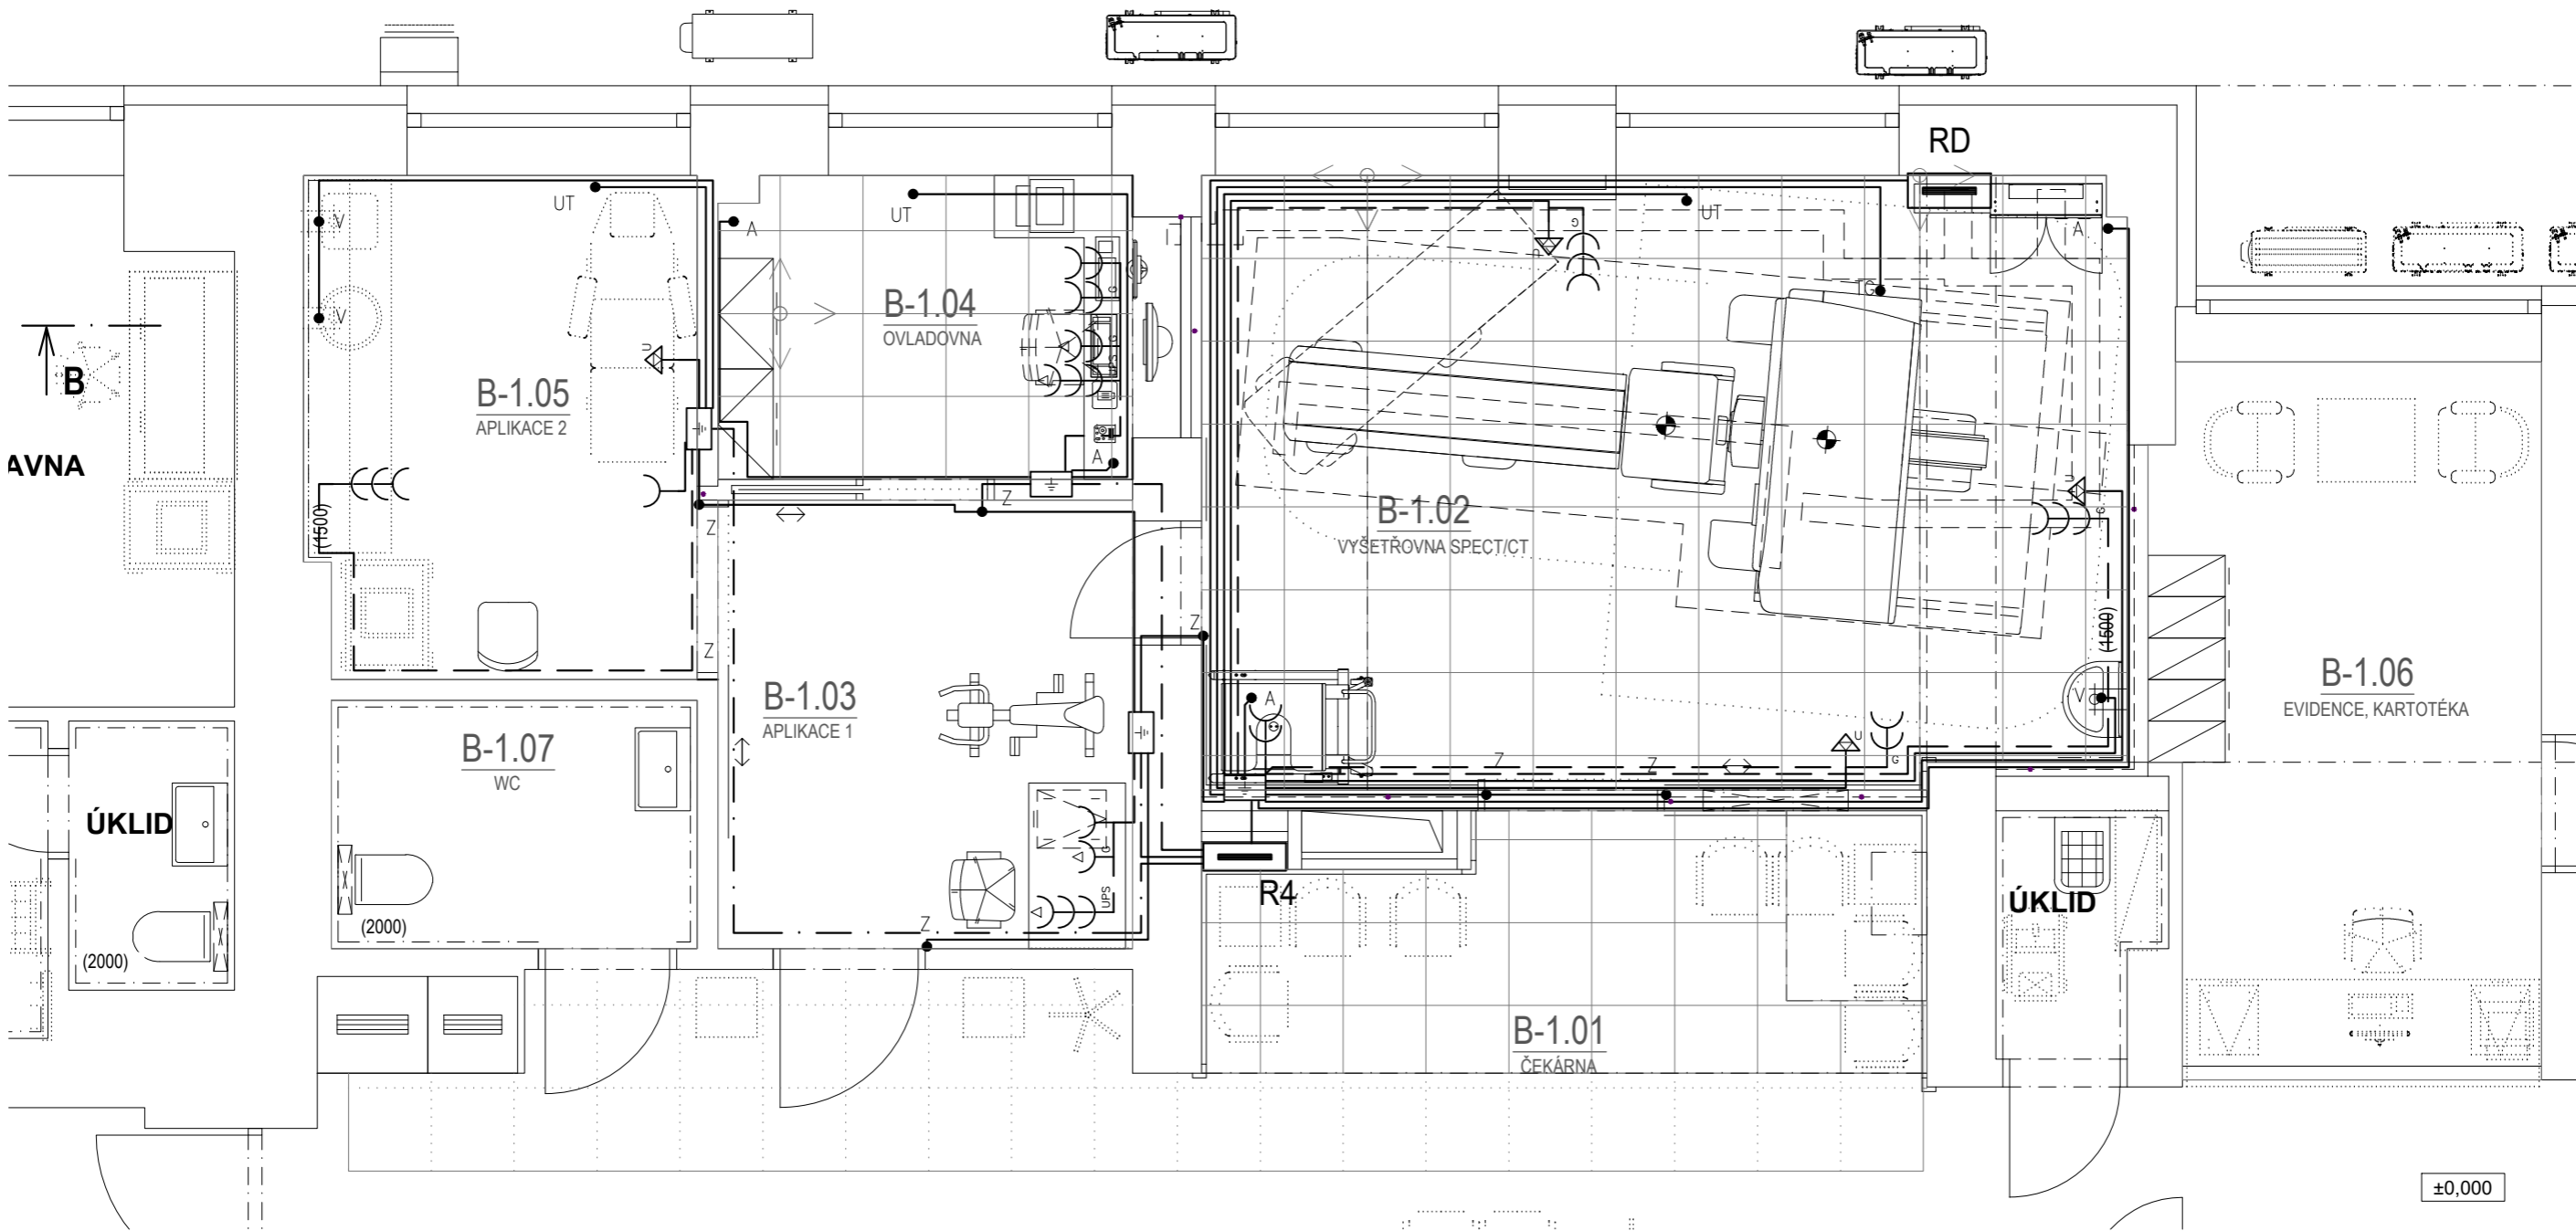 RD
UT
UT
UT
V
A
A
G
U
V
B-1.04
OVLADOVNA
G
TG
B
U
B-1.05
APLIKACE 2
G
UPS
AVNA
A
U
G
(1500)
Z
Z
B-1.02
VYŠETŘOVNA SPECT/CT
Z
Z
(1500)
B-1.03
APLIKACE 1
A
V
B-1.06
EVIDENCE, KARTOTÉKA
B-1.07
WC
U
G
Z
Z
ÚKLID
G
UPS
R4
ÚKLID
(2000)
Z
(2000)
B-1.01
ČEKÁRNA
±0,000